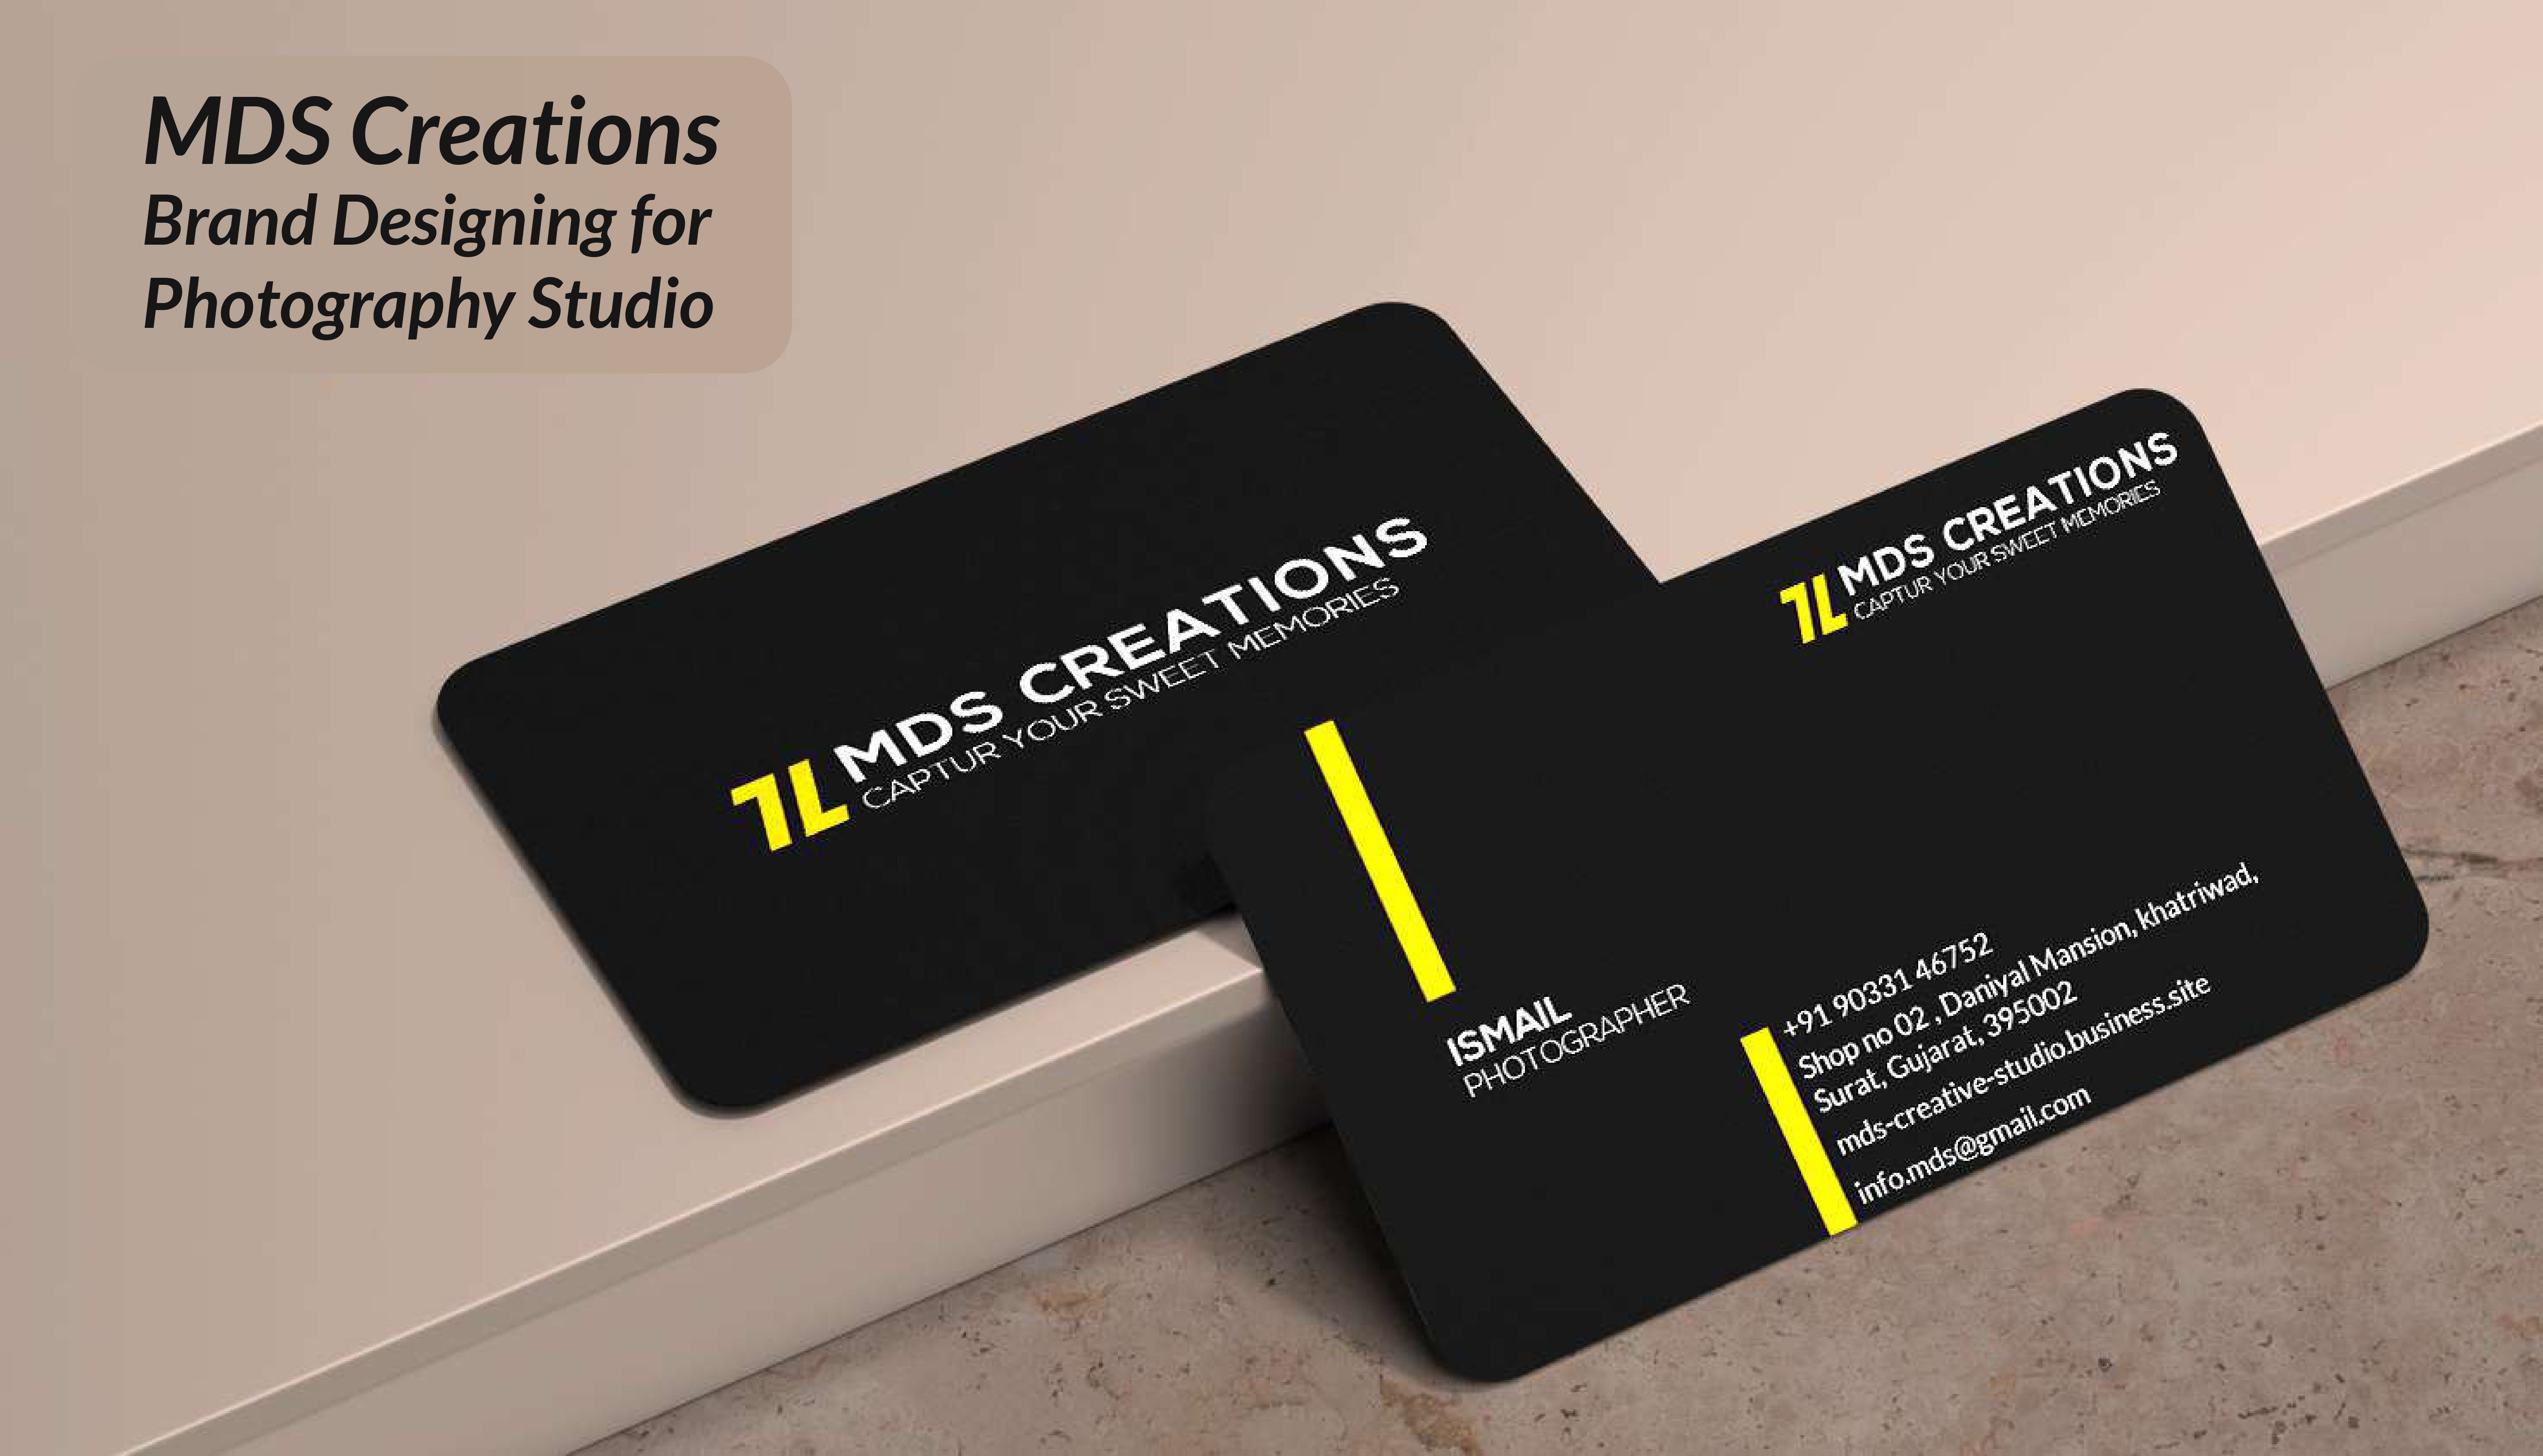 MDS Creations
Brand Designing for
Photography Studio
MDS CREATIONS
CAPTUR YOUR SWEET MEMORIES
MDS CREATIONS
CAPTUR YOUR SWEET MEMORIES
ISMAIL
PHOTOGRAPHER
+91 90331 46752
Shop no 02 , Daniyal Mansion, khatriwad,
Surat, Gujarat, 395002
mds-creative-studio.business.site
info.mds@gmail.com